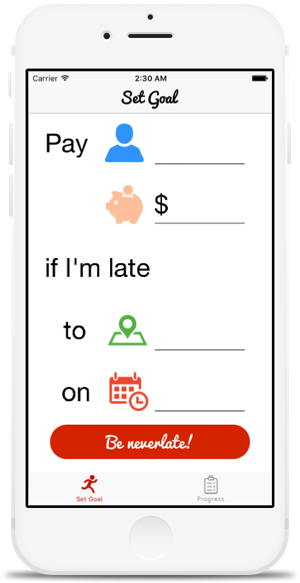 Carrier 2:30 AM
Set Goal
Pay
$
if I'm late
to
on
Be neverlate!
Set Goal Progress